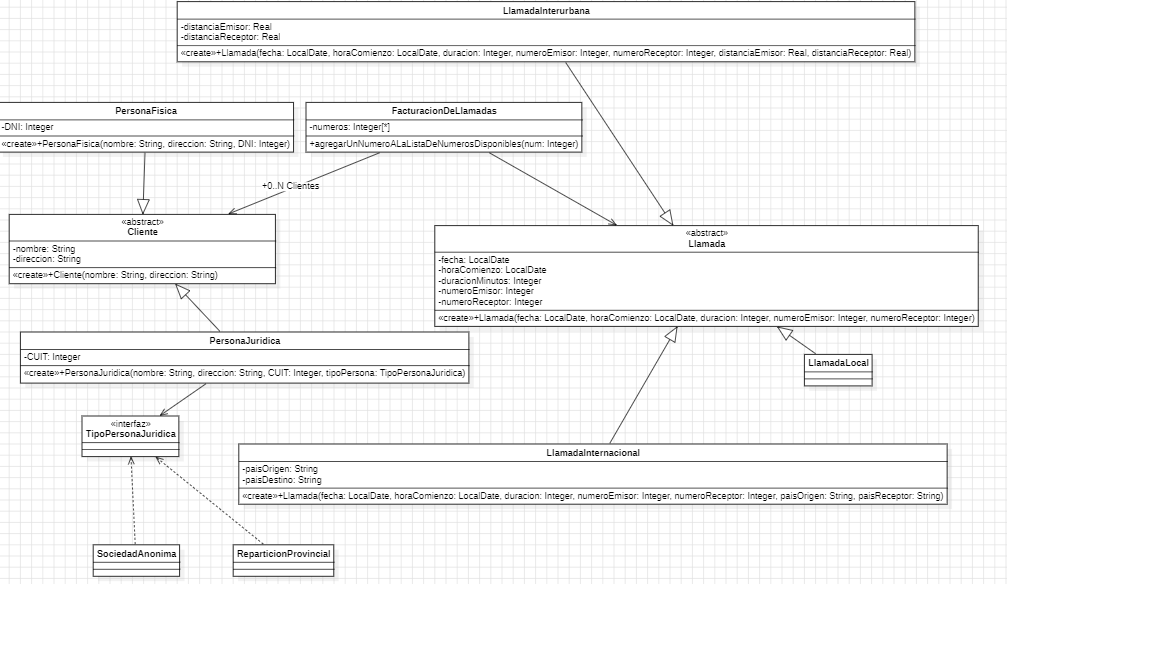 LlamadaInterurbana
-distanciaEmisor: Real
-distanciaReceptor: Real
«create»+Llamada(fecha: LocalDate, horaComienzo: LocalDate, duracion: Integer, numeroEmisor: Integer, numeroReceptor: Integer, distanciaEmisor: Real, distanciaReceptor: Real)
PersonaFisica
-DNI: Integer
«create»+PersonaFisica(nombre: String, direccion: String, DNI: Integer)
FacturacionDeLlamadas
-numeros: Integer[*]
+agregarUnNumeroALaListaDeNumerosDisponibles(num: Integer)
+0..N Clientes
«abstract»
Cliente
-nombre: String
-direccion: String
«create»+Cliente(nombre: String, direccion: String)
«abstract»
Llamada
-fecha: LocalDate
-horaComienzo: LocalDate
-duracionMinutos: Integer
-numeroEmisor: Integer
-numeroReceptor: Integer
«create»+Llamada(fecha: LocalDate, horaComienzo: LocalDate, duracion: Integer, numeroEmisor: Integer, numeroReceptor: Integer)
PersonaJuridica
-CUIT: Integer
«create»+PersonaJuridica(nombre: String, direccion: String, CUIT: Integer, tipoPersona: TipoPersonaJuridica)
LlamadaLocal
«interfaz»
TipoPersonaJuridica
LlamadaInternacional
-paisOrigen: String
-paisDestino: String
«create»+Llamada(fecha: LocalDate, horaComienzo: LocalDate, duracion: Integer, numeroEmisor: Integer, numeroReceptor: Integer, paisOrigen: String, paisReceptor: String)
SociedadAnonima
ReparticionProvincial